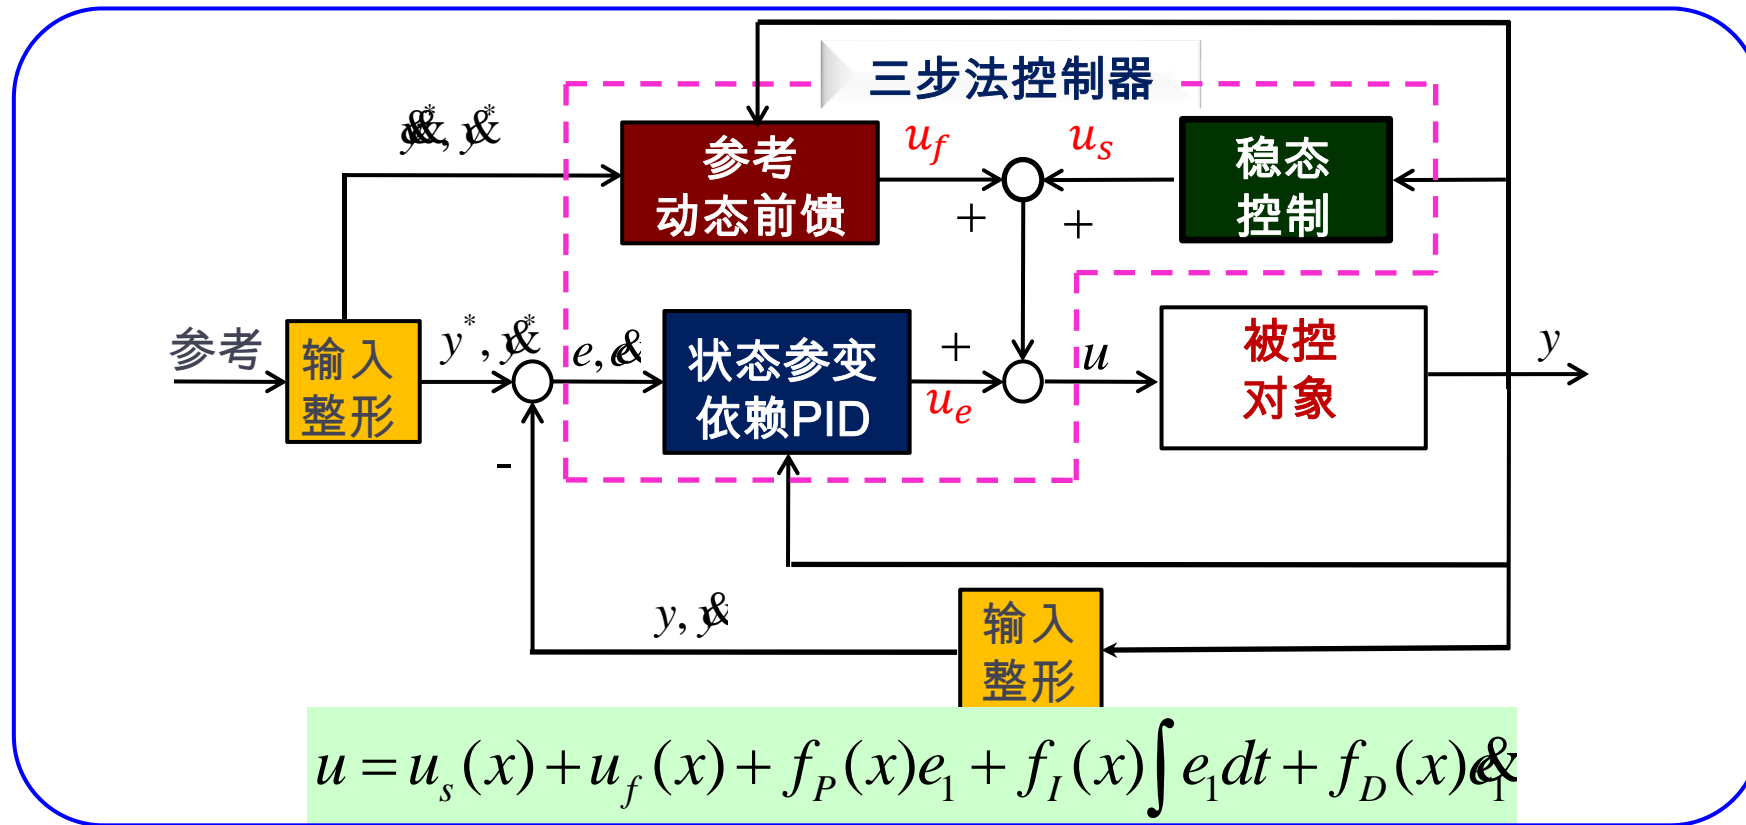 三步法控制器
参考
动态前馈
u_f
u_s
稳态
控制
+
+
参考
输入
整形
y*,
e,
状态参变
依赖PID
+
u_e
u
被控
对象
y
-
y,
输入
整形
u = u_s(x) + u_f(x) + f_P(x)e_1 + f_I(x)∫e_1dt + f_D(x)